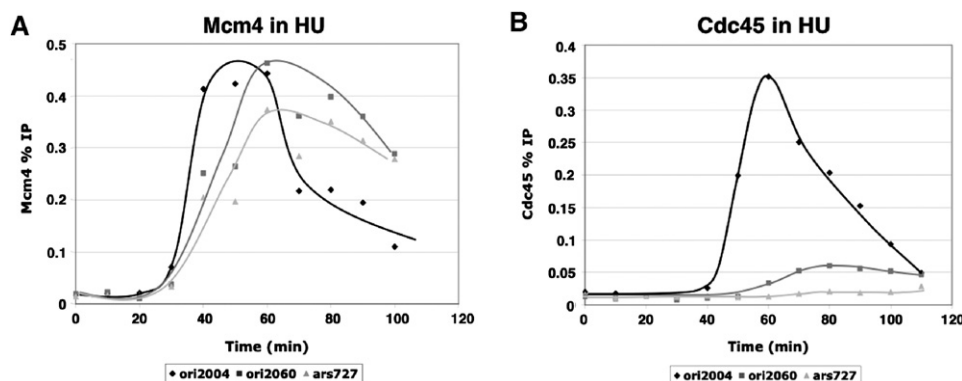 A
Mcm4 in HU
Mcm4 % IP
0.5
0.4
0.3
0.2
0.1
0
0 20 40 60 80 100 120
Time (min)
ori2004 ori2060 ars727
B
Cdc45 in HU
Cdc45 % IP
0.4
0.35
0.3
0.25
0.2
0.15
0.1
0.05
0
0 20 40 60 80 100 120
Time (min)
ori2004 ori2060 ars727